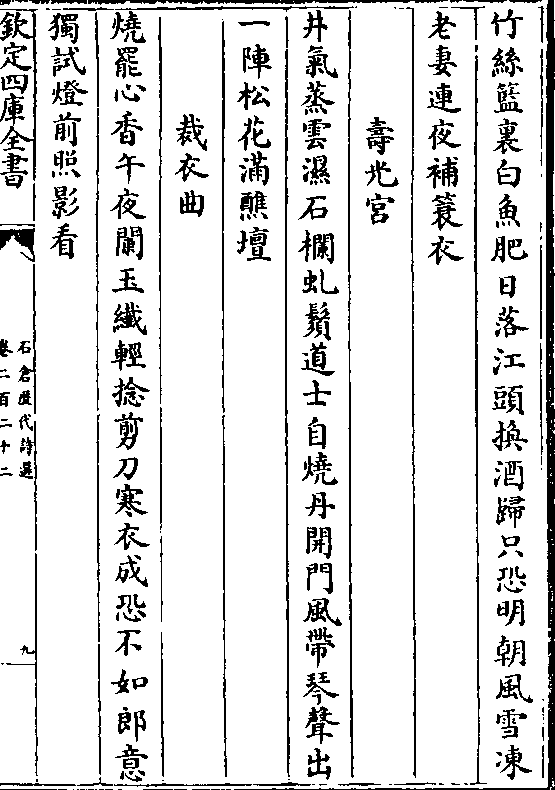 竹絲籃裏白魚肥日落江頭換酒歸只恐明朝風雪凍
老妻連夜補蓑衣
壽光宮
井氣蒸雲濕石欄虬鬚道士自燒丹開門風帶琴聲出
一陣松花滿醮壇
裁衣曲
燒罷心香午夜闌玉纖輕捻剪刀寒衣成恐不如郎意
獨試燈前照影看
欽定四庫全書
石倉歷代詩選
卷二百二十二
九